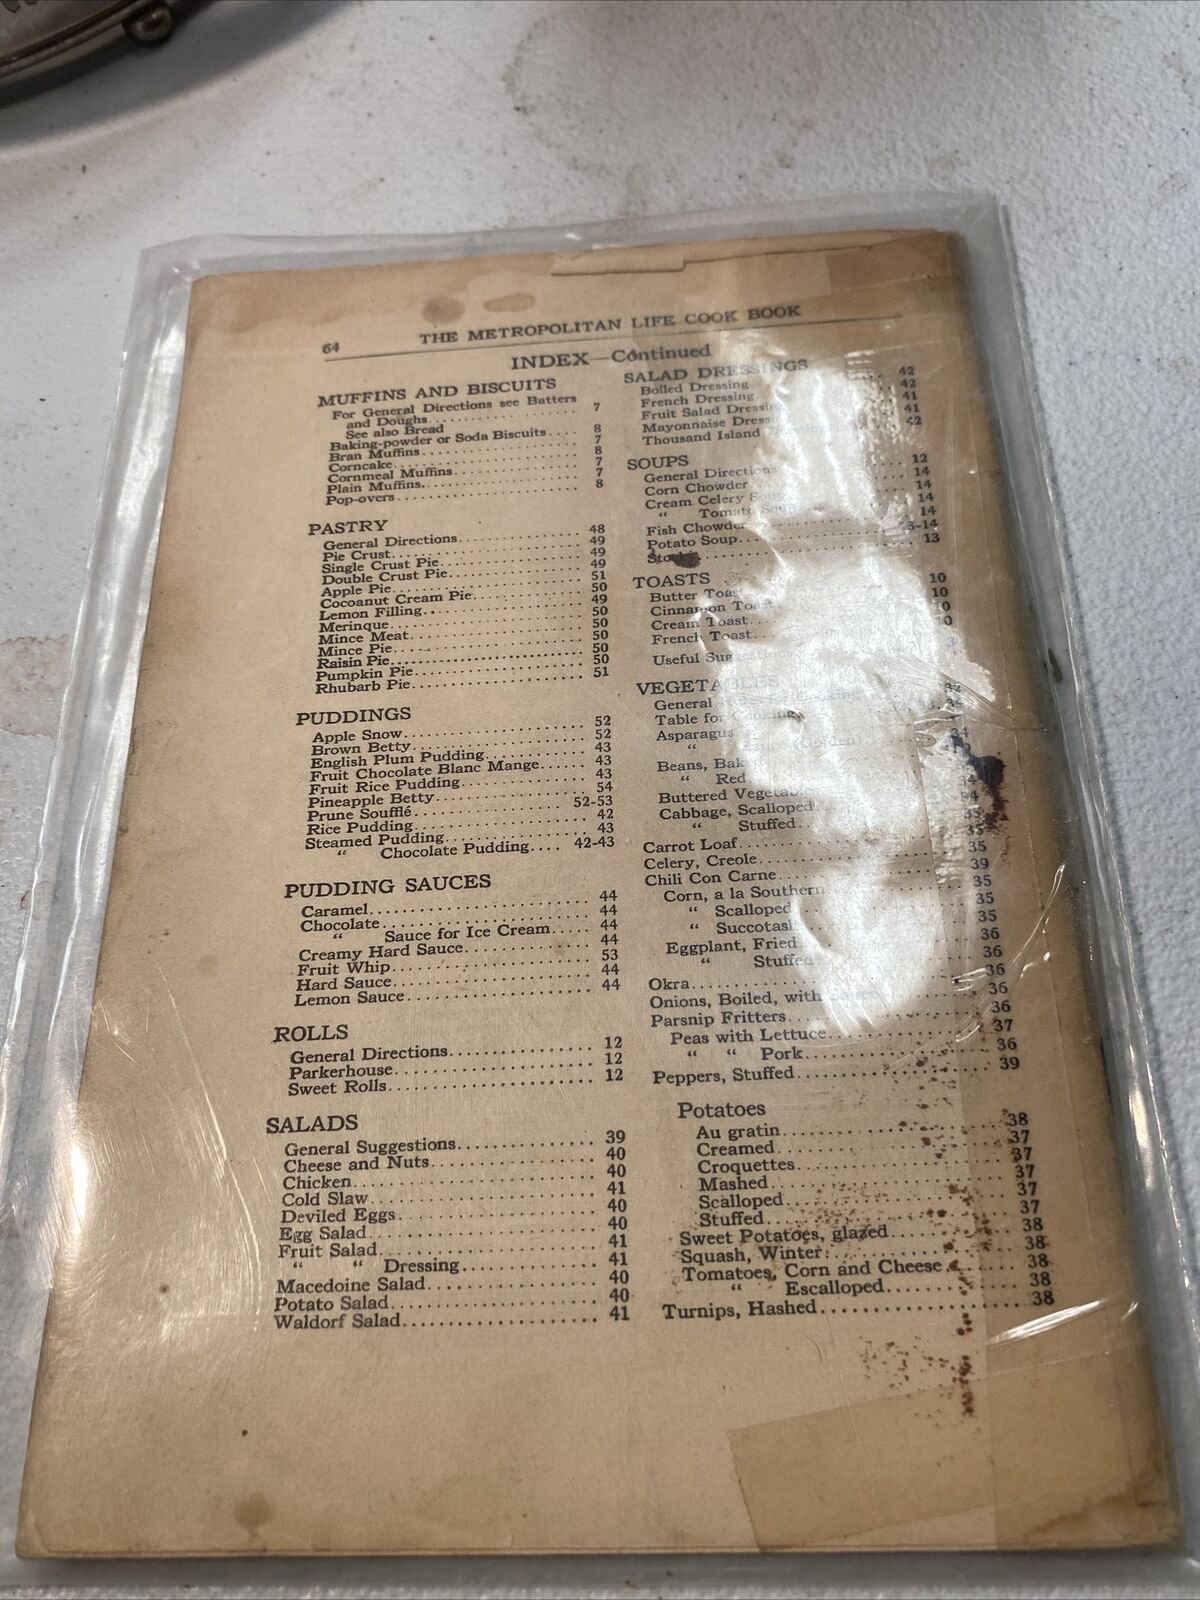 64
THE METROPOLITAN LIFE COOK BOOK
INDEX—Continued
MUFFINS AND BISCUITS
For General Directions see Batters
and Doughs 7
See also Bread
Baking-powder or Soda Biscuits 8
Bran Muffins 7
Corncake 8
Cornmeal Muffins 7
Plain Muffins 7
Pop-overs 8
PASTRY
General Directions 48
Pie Crust 49
Single Crust Pie 49
Double Crust Pie 49
Apple Pie 51
Cocoanut Cream Pie 50
Lemon Filling 49
Merinque 50
Mince Meat 50
Mince Pie 50
Raisin Pie 50
Pumpkin Pie 50
Rhubarb Pie 51
PUDDINGS
Apple Snow 52
Brown Betty 52
English Plum Pudding 43
Fruit Chocolate Blanc Mange 43
Fruit Rice Pudding 43
Pineapple Betty 54
Prune Soufflé 52-53
Rice Pudding 42
Steamed Pudding 43
“ Chocolate Pudding 42-43
PUDDING SAUCES
Caramel 44
Chocolate 44
“ Sauce for Ice Cream 44
Creamy Hard Sauce 44
Fruit Whip 53
Hard Sauce 44
Lemon Sauce 44
ROLLS
General Directions 12
Parkerhouse 12
Sweet Rolls 12
SALADS
General Suggestions 39
Cheese and Nuts 40
Chicken 40
Cold Slaw 41
Deviled Eggs 40
Egg Salad 40
Fruit Salad 41
“ “ Dressing 41
Macedoine Salad 40
Potato Salad 40
Waldorf Salad 41
SALAD DRESSINGS
Boiled Dressing 42
French Dressing 42
Fruit Salad Dressing 41
Mayonnaise 41
Thousand Island 42
SOUPS
General Directions 12
Corn Chowder 14
Cream Celery Soup 14
“ Tomato Soup 14
Fish Chowder 14
Potato Soup
13
TOASTS
Butter Toast 10
Cinnamon Toast 10
Cream Toast
French Toast
Useful
VEGETABLES
General
Table for Cooking
Asparagus 34
“
Beans,
“ Red 34
Buttered
Cabbage, Scalloped 35
“ Stuffed 35
Carrot Loaf 35
Celery, Creole 35
Chili Con Carne 39
Corn, a la Southern 35
“ Scalloped 35
“ Succotash 35
Eggplant, Fried 36
“ Stuffed 36
Okra 36
Onions, Boiled, with 36
Parsnip Fritters 36
Peas with Lettuce 37
“ “ Pork 36
Peppers, Stuffed 39
Potatoes
Au gratin 38
Creamed 37
Croquettes 37
Mashed 37
Scalloped 37
Stuffed 37
Sweet Potatoes, glazed 38
Squash, Winter 38
Tomatoes, Corn and Cheese 38
“ Escalloped 38
Turnips, Hashed 38